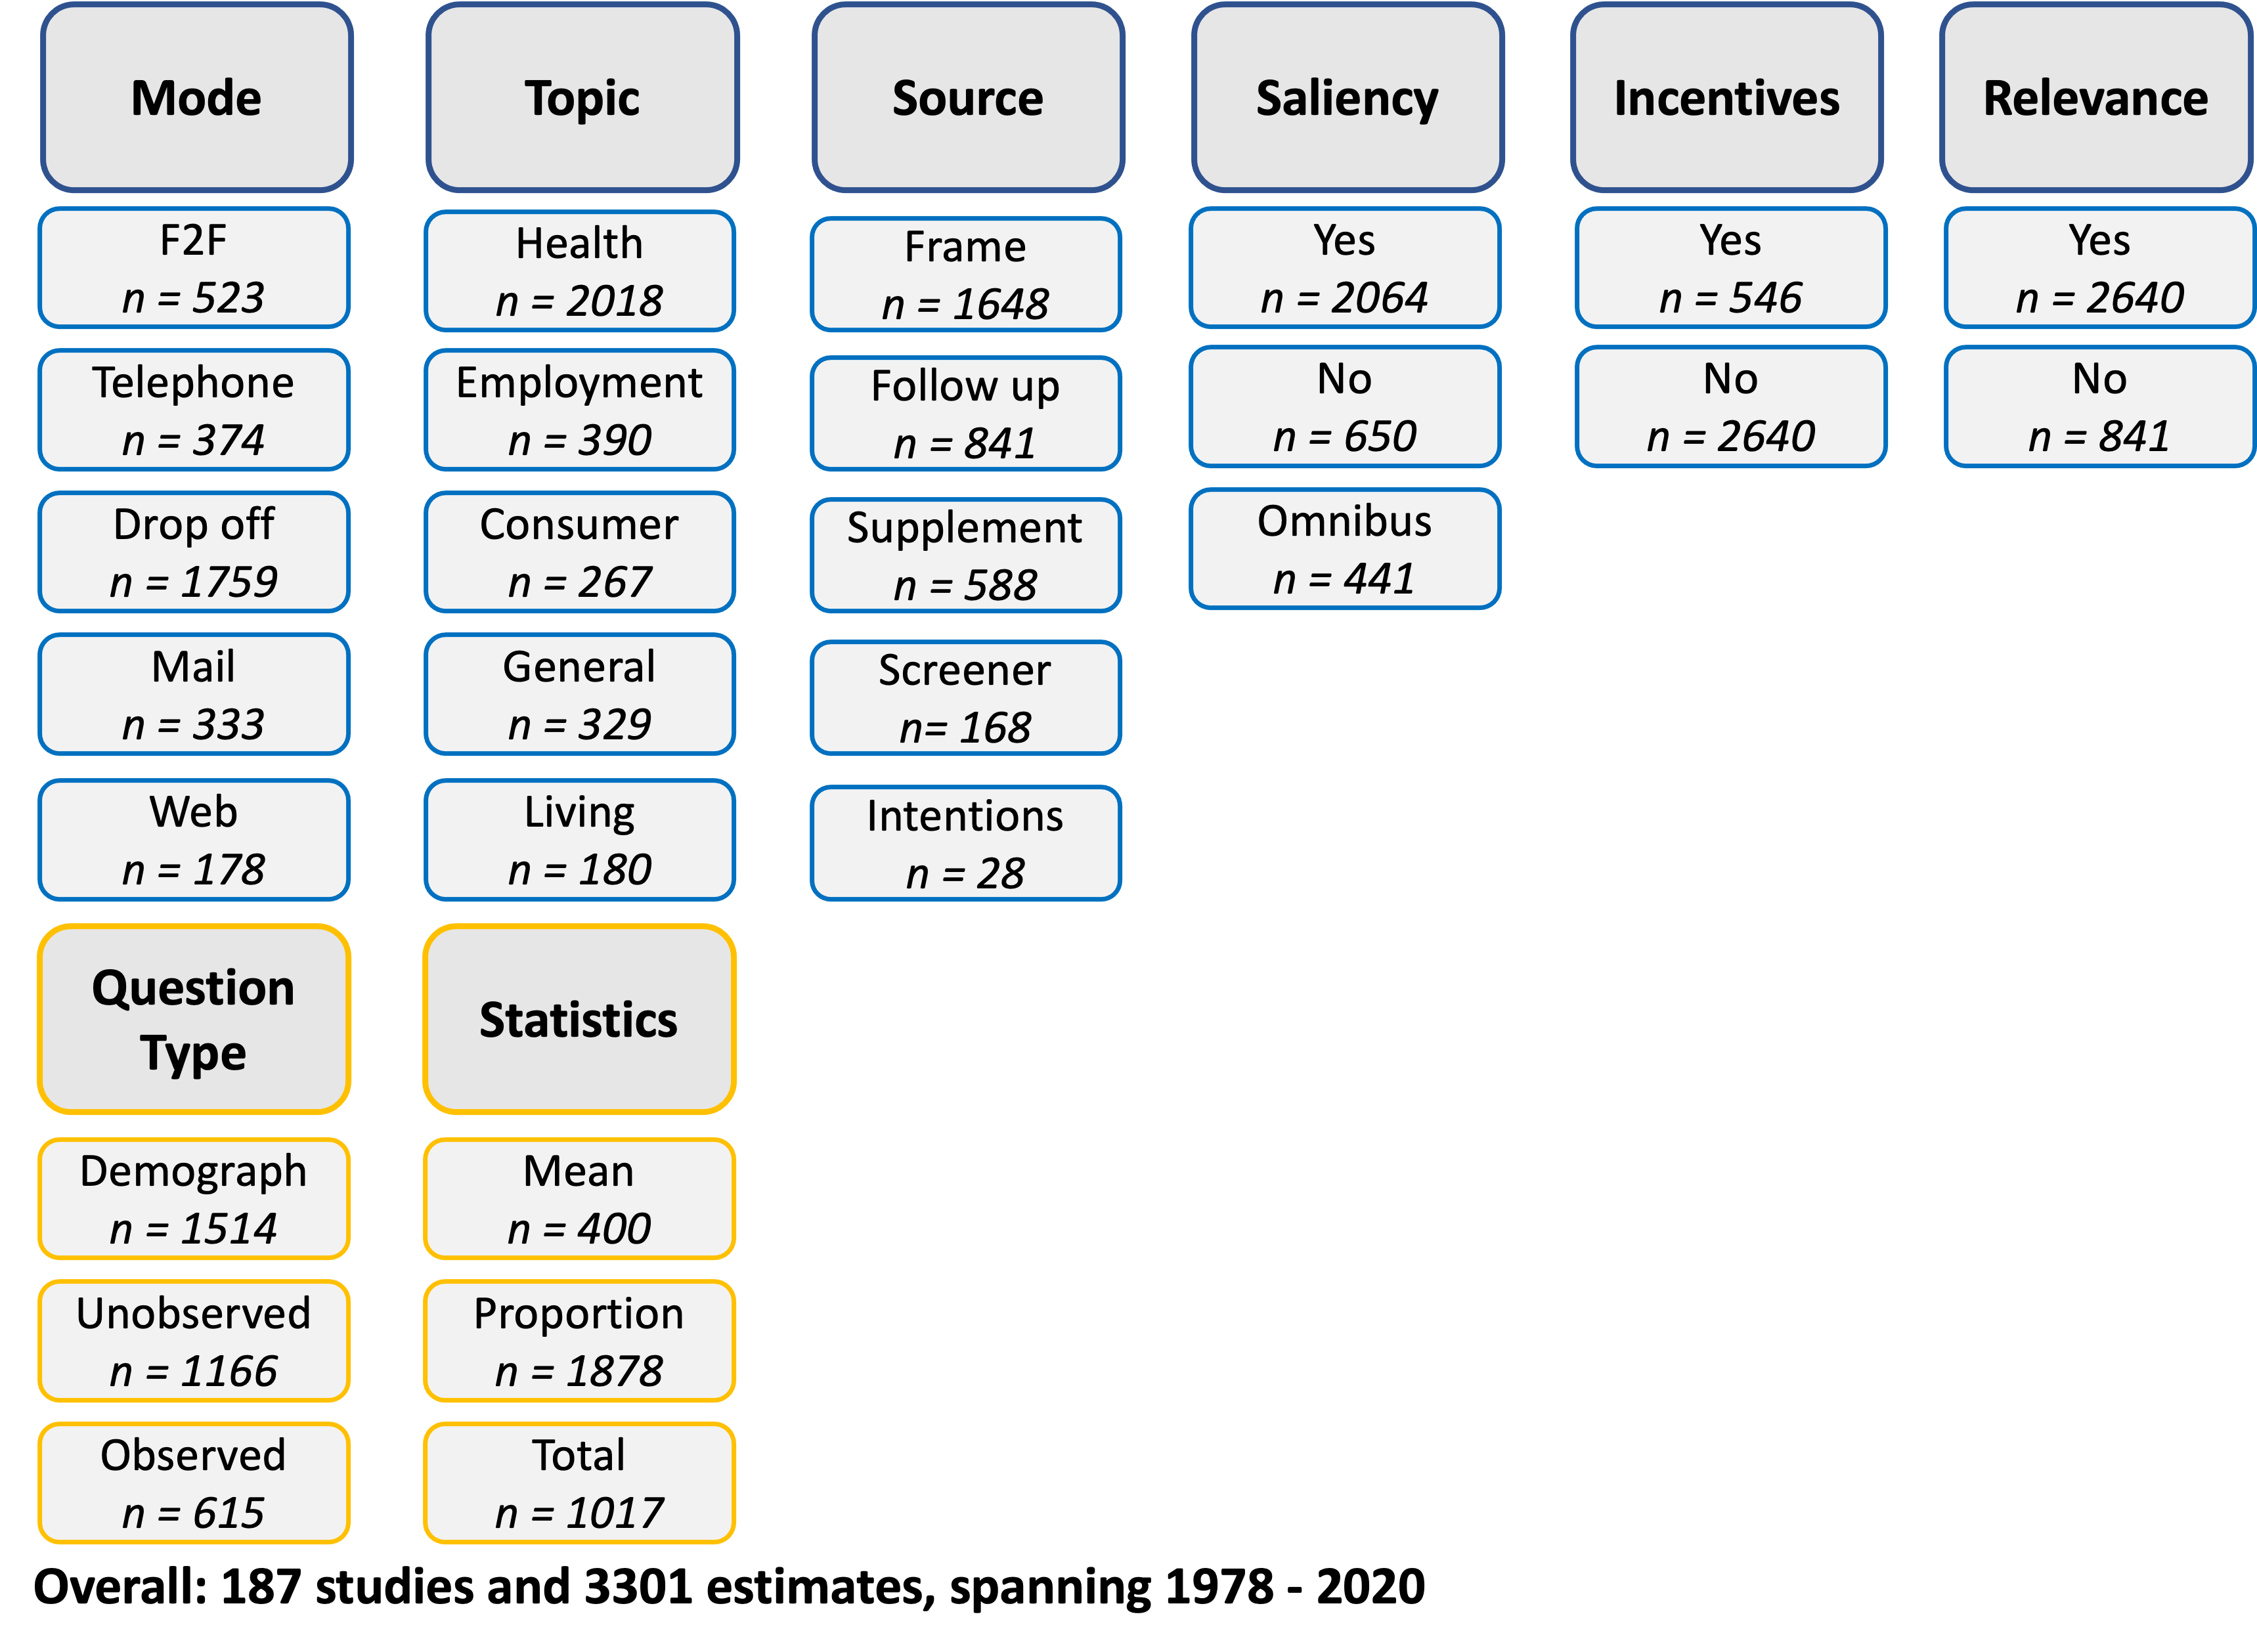 Mode
F2F
n = 523
Telephone
n = 374
Drop off
n = 1759
Mail
n = 333
Web
n = 178
Topic
Health
n = 2018
Employment
n = 390
Consumer
n = 267
General
n = 329
Living
n = 180
Source
Frame
n = 1648
Follow up
n = 841
Supplement
n = 588
Screener
n= 168
Intentions
n = 28
Saliency
Yes
n = 2064
No
n = 650
Omnibus
n = 441
Incentives
Yes
n = 546
No
n = 2640
Relevance
Yes
n = 2640
No
n = 841
Question
Type
Demograph
n = 1514
Unobserved
n = 1166
Observed
n = 615
Statistics
Mean
n = 400
Proportion
n = 1878
Total
n = 1017
Overall: 187 studies and 3301 estimates, spanning 1978 - 2020